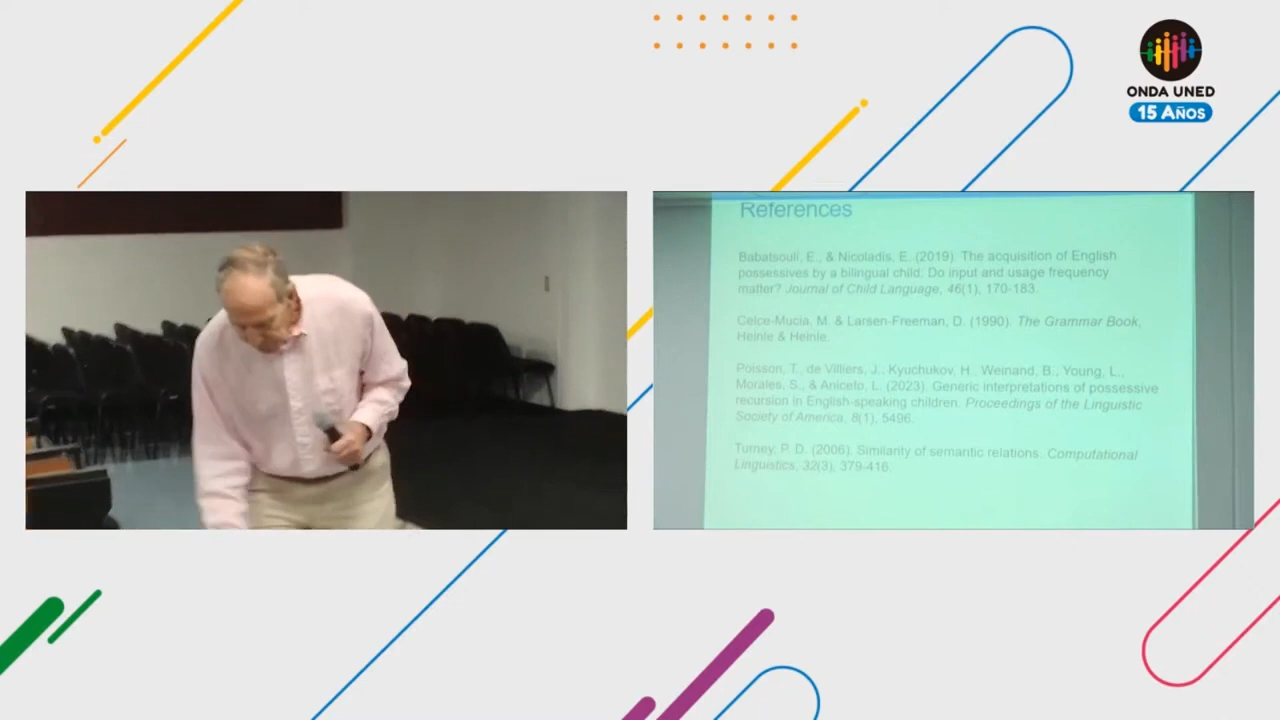 ONDA UNED
15 AÑOS
References
Babatsouli, E., & Nicoladis, E. (2019). The acquisition of English
possessives by a bilingual child: Do input and usage frequency
matter? Journal of Child Language, 46(1), 170-183.
Celce-Mucia, M. & Larsen-Freeman, D. (1990). The Grammar Book,
Heinle & Heinle.
Poisson, T., de Villiers, J., Kyuchukov, H., Weinand, B., Young, L.,
Morales, S., & Aniceto, L. (2023). Generic interpretations of possessive
recursion in English-speaking children. Proceedings of the Linguistic
Society of America, 8(1), 5496.
Turney, P. D. (2006). Similarity of semantic relations. Computational
Linguistics, 32(3), 379-416.